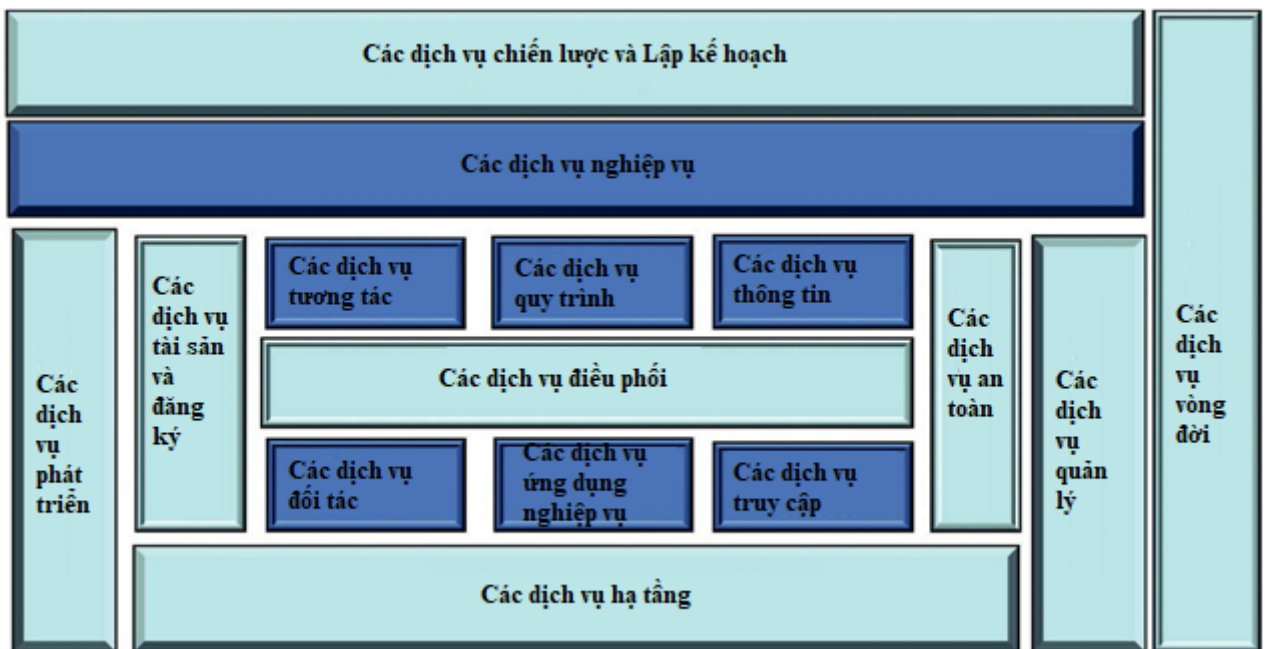 Các dịch vụ chiến lược và Lập kế hoạch
Các dịch vụ nghiệp vụ
Các
dịch
vụ
phát
triển
Các
dịch vụ
tài sản
và
đăng
ký
Các dịch vụ
tương tác
Các dịch vụ
quy trình
Các dịch vụ
thông tin
Các dịch vụ điều phối
Các dịch vụ
đối tác
Các dịch vụ
ứng dụng
nghiệp vụ
Các dịch vụ
truy cập
Các
dịch
vụ an
toàn
Các
dịch
vụ
quản
lý
Các
dịch
vụ
vòng
đời
Các dịch vụ hạ tầng